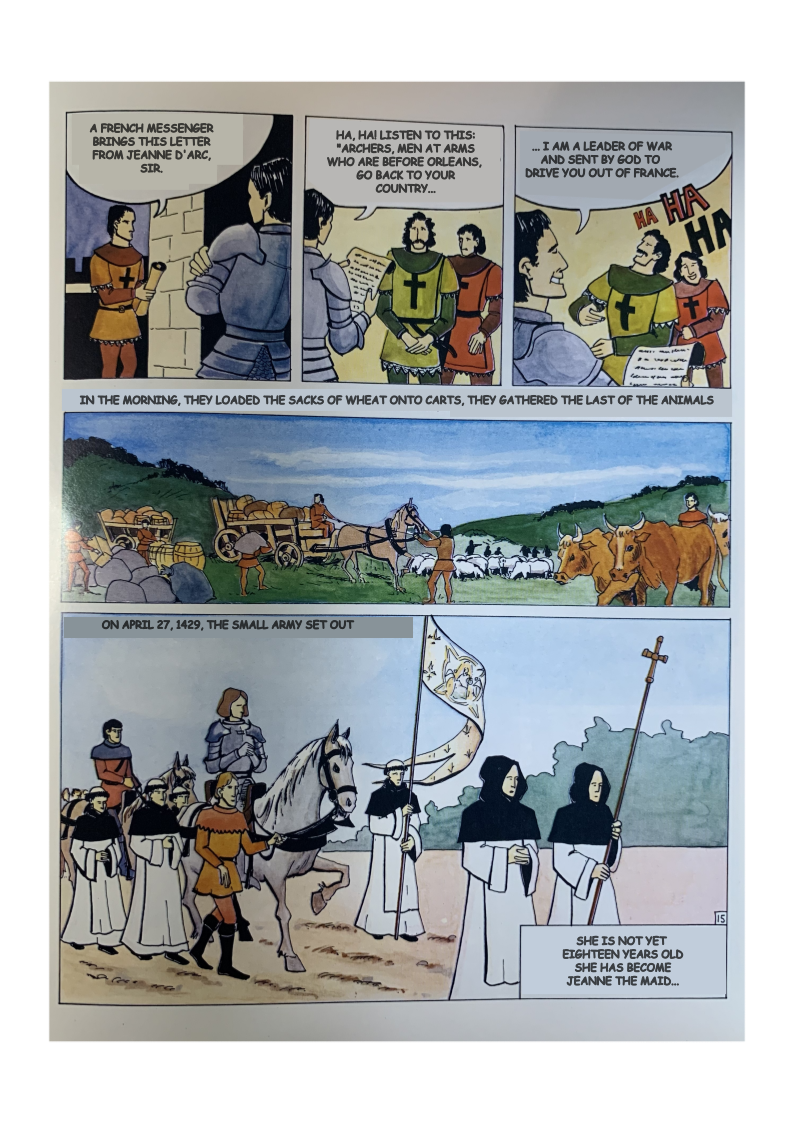 A FRENCH MESSENGER
BRINGS THIS LETTER
FROM JEANNE D'ARC,
SIR.
HA, HA! LISTEN TO THIS:
"ARCHERS, MEN AT ARMS
WHO ARE BEFORE ORLEANS,
GO BACK TO YOUR
COUNTRY...
... I AM A LEADER OF WAR
AND SENT BY GOD TO
DRIVE YOU OUT OF FRANCE.
HA HA HA
IN THE MORNING, THEY LOADED THE SACKS OF WHEAT ONTO CARTS, THEY GATHERED THE LAST OF THE ANIMALS
ON APRIL 27, 1429, THE SMALL ARMY SET OUT
15
SHE IS NOT YET
EIGHTEEN YEARS OLD
SHE HAS BECOME
JEANNE THE MAID...